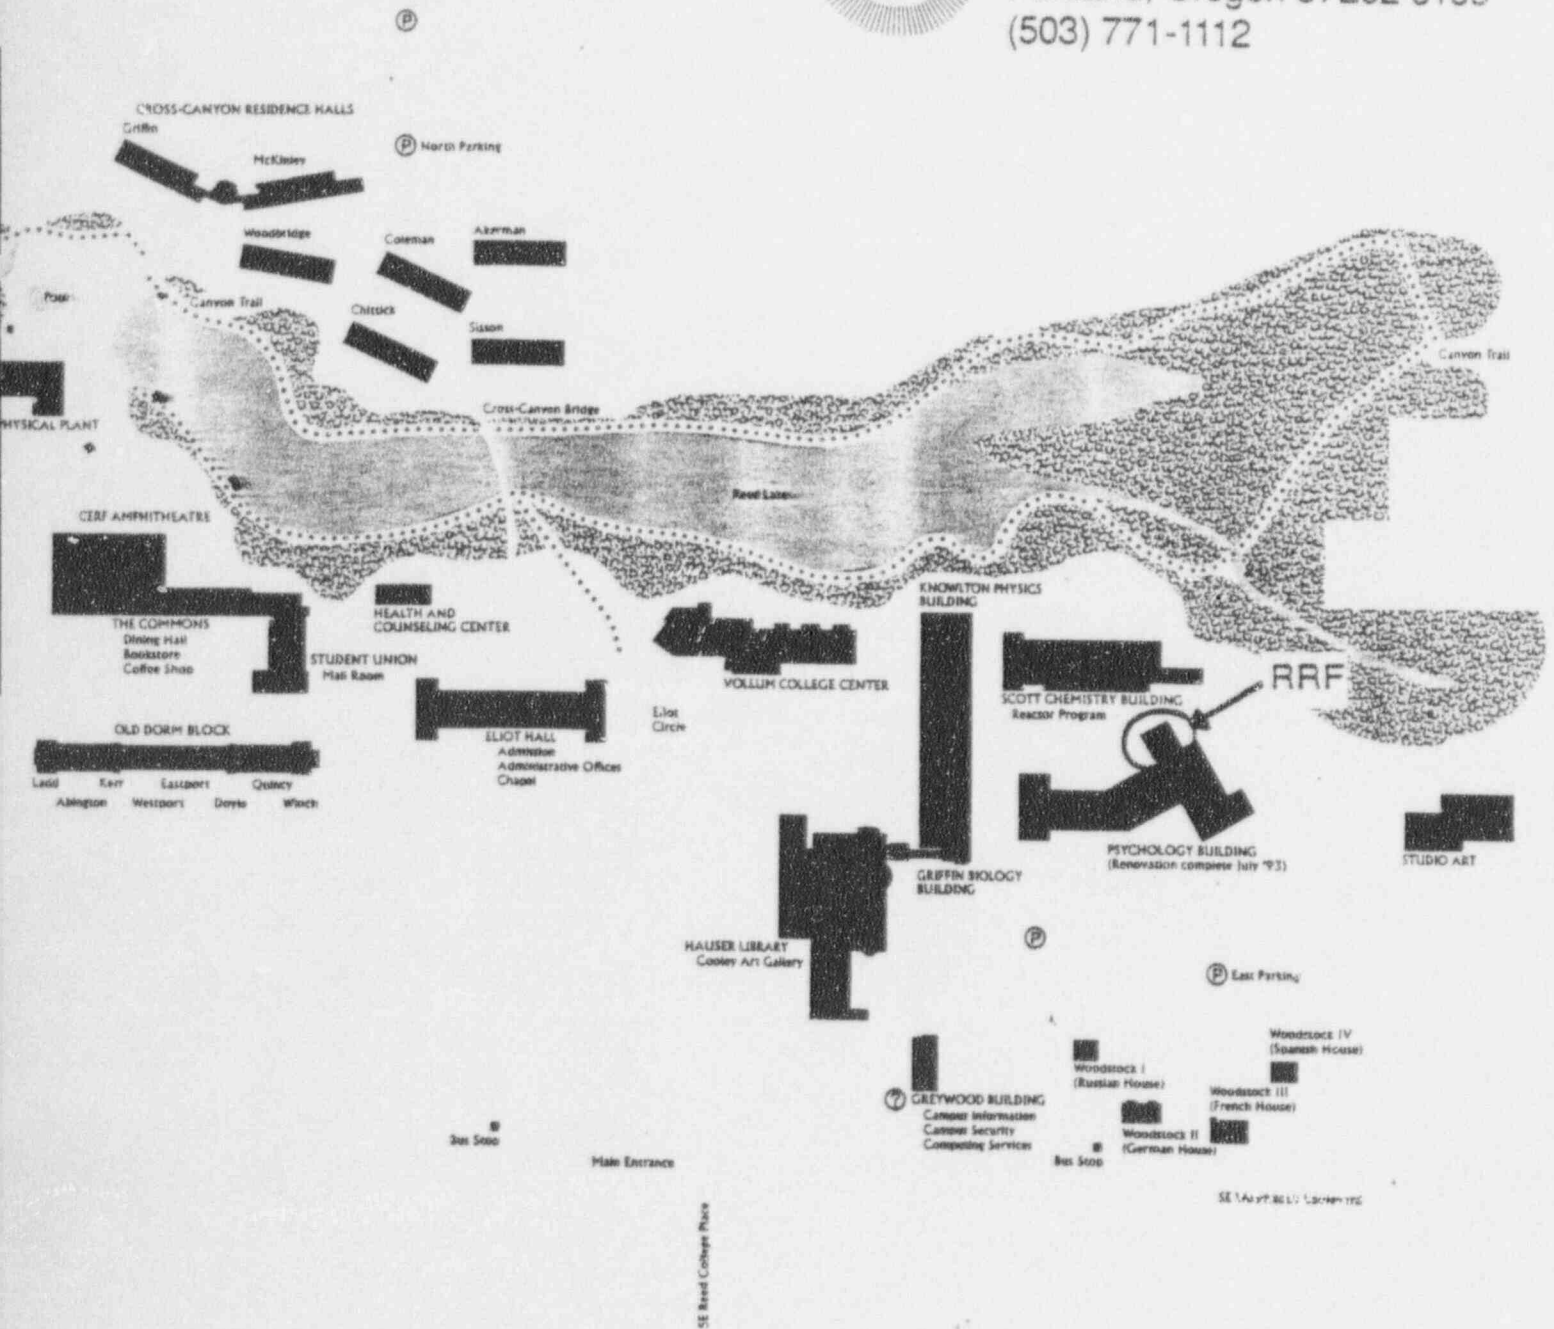 (503) 771-1112
CROSS-CANYON RESIDENCE HALLS
Griffin
McKinley
P
P North Parking
Woodbridge
Coleman
Akerman
Canyon Trail
Chittick
Sisson
Canyon Trail
Cross-Canyon Bridge
PHYSICAL PLANT
Reed Lake
CERF AMPHITHEATRE
THE COMMONS
Dining Hall
Bookstore
Coffee Shop
HEALTH AND
COUNSELING CENTER
STUDENT UNION
Mail Room
KNOWLTON PHYSICS
BUILDING
VOLLUM COLLEGE CENTER
RRF
SCOTT CHEMISTRY BUILDING
Reactor Program
Eliot
Circle
OLD DORM BLOCK
Ladd Kerr Eastport Quincy
Abington Westport Doyle Winch
ELIOT HALL
Admission
Administrative Offices
Chapel
PSYCHOLOGY BUILDING
(Renovation complete July '93)
STUDIO ART
GRIFFIN BIOLOGY
BUILDING
HAUSER LIBRARY
Cooley Art Gallery
P
P East Parking
Woodstock I
(Russian House)
Woodstock IV
(Spanish House)
Woodstock III
(French House)
Woodstock II
(German House)
? GREYWOOD BUILDING
Campus Information
Campus Security
Computing Services
Bus Stop
Bus Stop
Main Entrance
SE Reed College Place